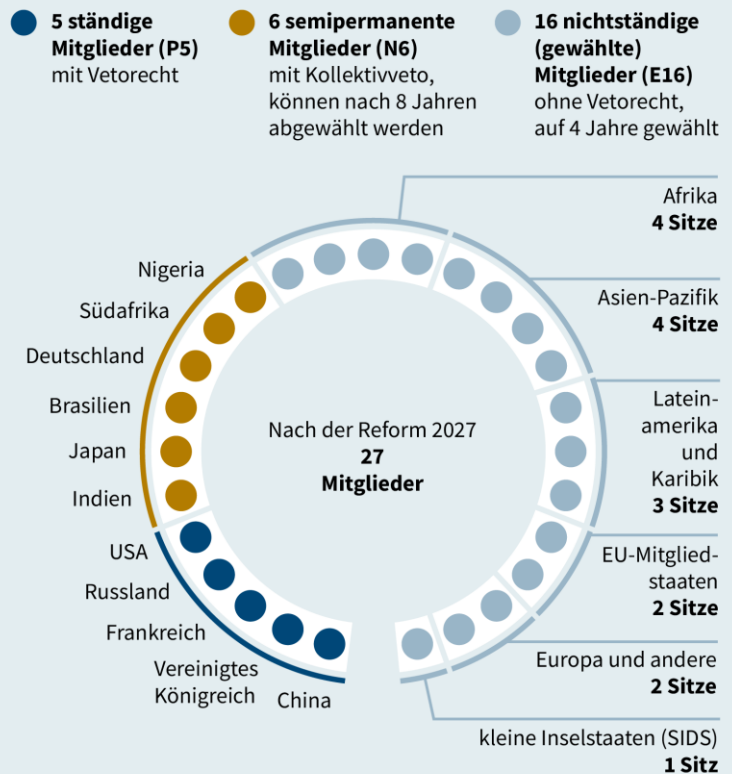 5 ständige
Mitglieder (P5)
mit Vetorecht
6 semipermanente
Mitglieder (N6)
mit Kollektivveto,
können nach 8 Jahren
abgewählt werden
16 nichtständige
(gewählte)
Mitglieder (E16)
ohne Vetorecht,
auf 4 Jahre gewählt
Afrika
4 Sitze
Asien-Pazifik
4 Sitze
Latein-
amerika
und
Karibik
3 Sitze
EU-Mitglied-
staaten
2 Sitze
Europa und andere
2 Sitze
kleine Inselstaaten (SIDS)
1 Sitz
Nigeria
Südafrika
Deutschland
Brasilien
Japan
Indien
USA
Russland
Frankreich
Vereinigtes
Königreich
China
Nach der Reform 2027
27
Mitglieder